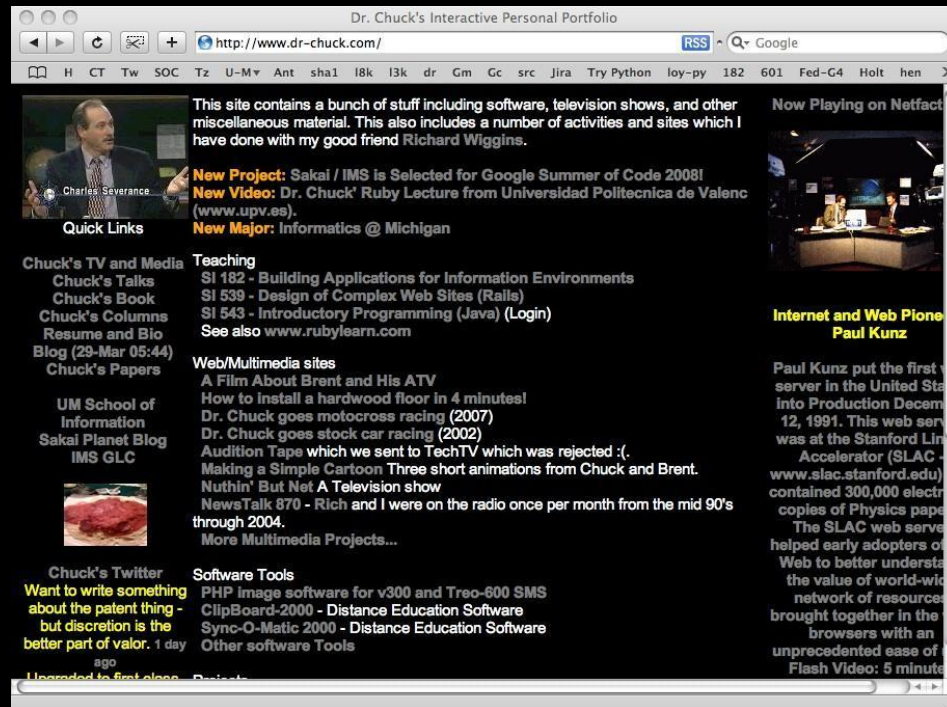 Dr. Chuck's Interactive Personal Portfolio
http://www.dr-chuck.com/
RSS
Google
H CT Tw SOC Tz U-M Ant sha1 l8k l3k dr Gm Gc src Jira Try Python loy-py 182 601 Fed-G4 Holt hen
Charles Severance
Quick Links
Chuck's TV and Media
Chuck's Talks
Chuck's Book
Chuck's Columns
Resume and Bio
Blog (29-Mar 05:44)
Chuck's Papers
UM School of
Information
Sakai Planet Blog
IMS GLC
Chuck's Twitter
Want to write something
about the patent thing -
but discretion is the
better part of valor. 1 day
ago
Upgraded to first class
This site contains a bunch of stuff including software, television shows, and other
miscellaneous material. This also includes a number of activities and sites which I
have done with my good friend Richard Wiggins.
New Project: Sakai / IMS is Selected for Google Summer of Code 2008!
New Video: Dr. Chuck' Ruby Lecture from Universidad Politecnica de Valenc
(www.upv.es).
New Major: Informatics @ Michigan
Teaching
SI 182 - Building Applications for Information Environments
SI 539 - Design of Complex Web Sites (Rails)
SI 543 - Introductory Programming (Java) (Login)
See also www.rubylearn.com
Web/Multimedia sites
A Film About Brent and His ATV
How to install a hardwood floor in 4 minutes!
Dr. Chuck goes motocross racing (2007)
Dr. Chuck goes stock car racing (2002)
Audition Tape which we sent to TechTV which was rejected :(.
Making a Simple Cartoon Three short animations from Chuck and Brent.
Nuthin' But Net A Television show
NewsTalk 870 - Rich and I were on the radio once per month from the mid 90's
through 2004.
More Multimedia Projects...
Software Tools
PHP image software for v300 and Treo-600 SMS
ClipBoard-2000 - Distance Education Software
Sync-O-Matic 2000 - Distance Education Software
Other software Tools
Projects
Now Playing on Netfact
Internet and Web Pione
Paul Kunz
Paul Kunz put the first
server in the United Sta
into Production Decem
12, 1991. This web serv
was at the Stanford Lin
Accelerator (SLAC -
www.slac.stanford.edu)
contained 300,000 electr
copies of Physics pape
The SLAC web serve
helped early adopters of
Web to better understa
the value of world-wid
network of resources
brought together in the
browsers with an
unprecedented ease of
Flash Video: 5 minute